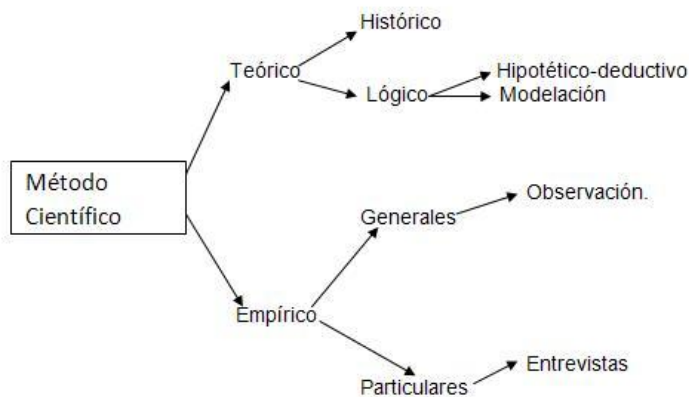 Histórico
Teórico
Hipotético-deductivo
Lógico
Modelación
Método
Científico
Observación.
Generales
Empírico
Entrevistas
Particulares